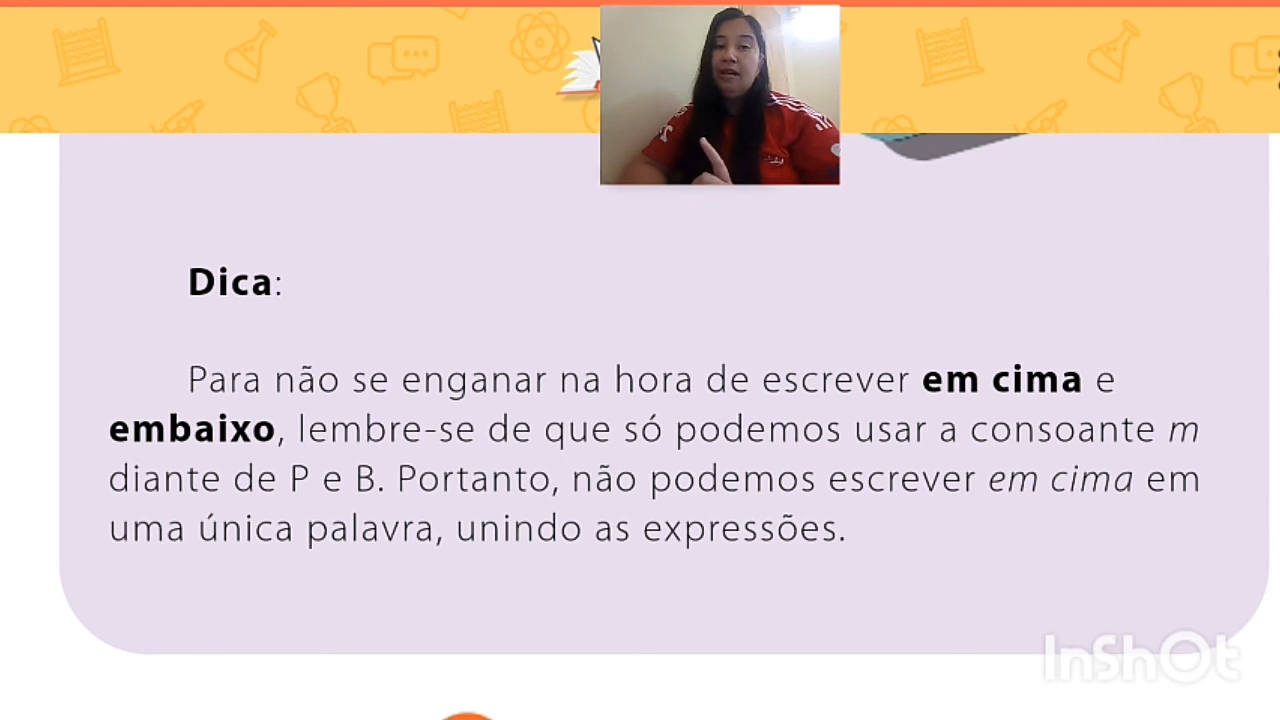 Dica:
Para não se enganar na hora de escrever em cima e
embaixo, lembre-se de que só podemos usar a consoante m
diante de P e B. Portanto, não podemos escrever em cima em
uma única palavra, unindo as expressões.
InShOt